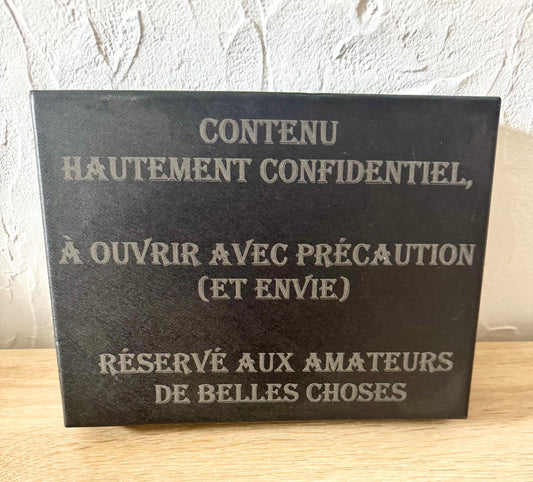 CONTENU
HAUTEMENT CONFIDENTIEL,
À OUVRIR AVEC PRÉCAUTION
(ET ENVIE)
RÉSERVÉ AUX AMATEURS
DE BELLES CHOSES